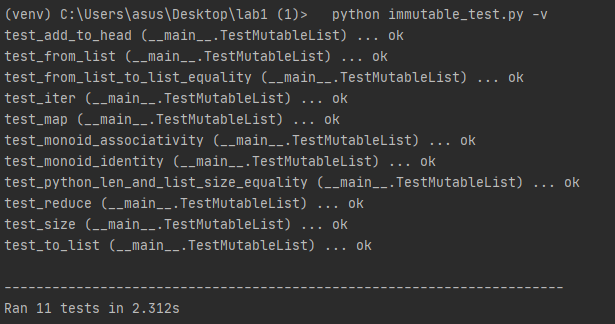 (venv) C:\Users\asus\Desktop\lab1 (1)>   python immutable_test.py -v
test_add_to_head (__main__.TestMutableList) ... ok
test_from_list (__main__.TestMutableList) ... ok
test_from_list_to_list_equality (__main__.TestMutableList) ... ok
test_iter (__main__.TestMutableList) ... ok
test_map (__main__.TestMutableList) ... ok
test_monoid_associativity (__main__.TestMutableList) ... ok
test_monoid_identity (__main__.TestMutableList) ... ok
test_python_len_and_list_size_equality (__main__.TestMutableList) ... ok
test_reduce (__main__.TestMutableList) ... ok
test_size (__main__.TestMutableList) ... ok
test_to_list (__main__.TestMutableList) ... ok
----------------------------------------------------------------------
Ran 11 tests in 2.312s